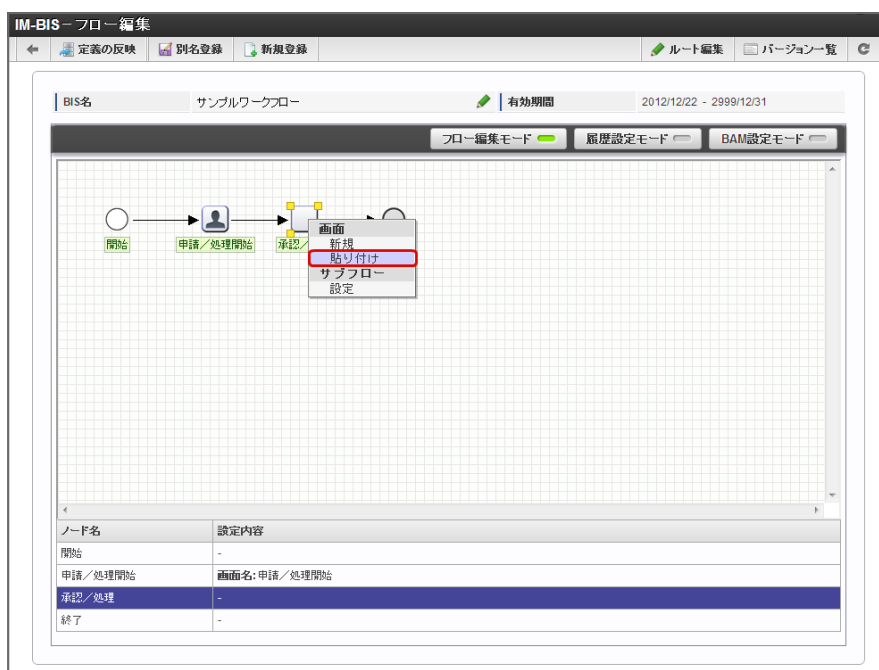 IM-BIS－フロー編集
定義の反映 別名登録 新規登録 ルート編集 バージョン一覧
BIS名 サンプルワークフロー 有効期間 2012/12/22 - 2999/12/31
フロー編集モード 履歴設定モード BAM設定モード
開始 申請／処理開始 承認／
画面
新規
貼り付け
サブフロー
設定
ノード名 設定内容
開始 -
申請／処理開始 画面名:申請／処理開始
承認／処理 -
終了 -